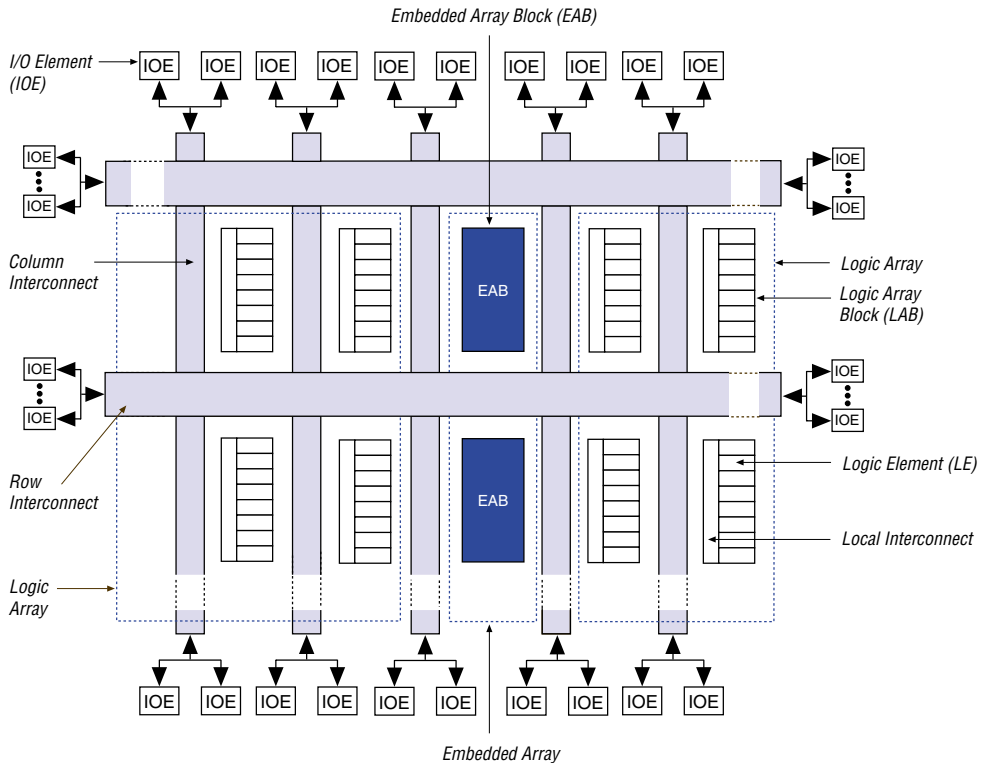 Embedded Array Block (EAB)
I/O Element
(IOE)
IOE IOE IOE IOE IOE IOE IOE IOE IOE IOE
IOE
IOE
IOE
IOE
Column
Interconnect
EAB
Logic Array
Logic Array
Block (LAB)
IOE
IOE
IOE
IOE
Row
Interconnect
EAB
Logic Element (LE)
Local Interconnect
Logic
Array
IOE IOE IOE IOE IOE IOE IOE IOE IOE IOE
Embedded Array